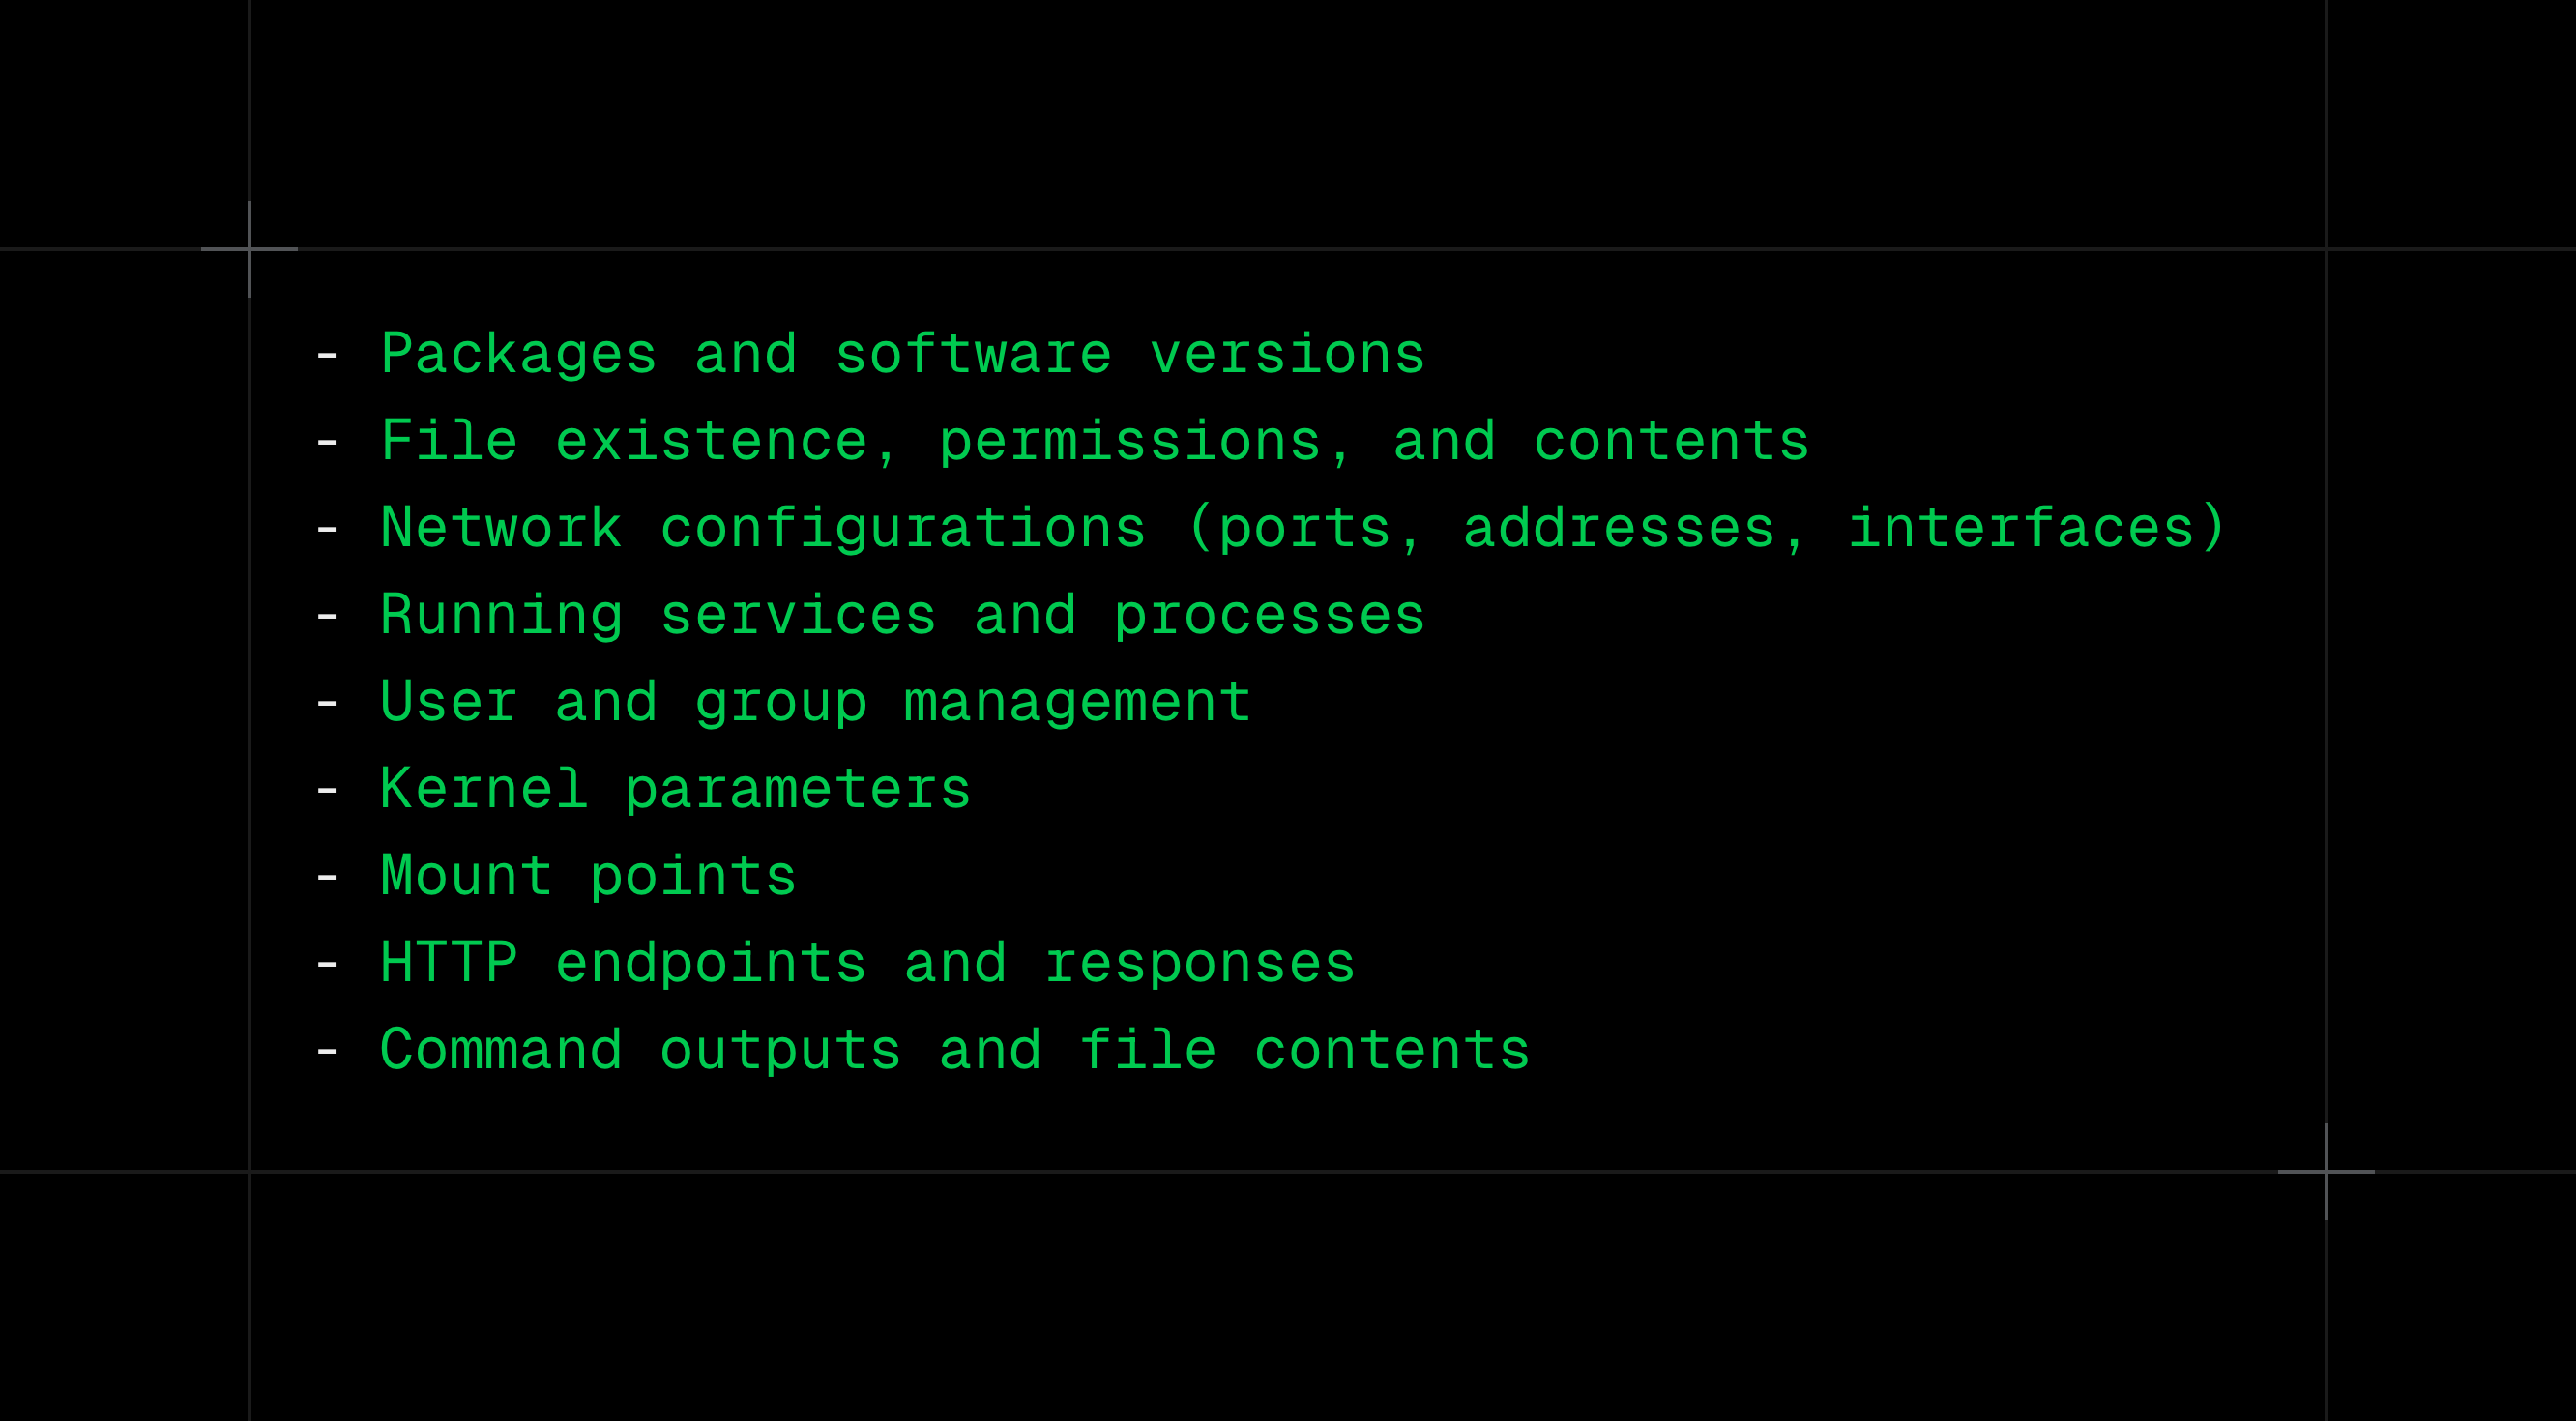 - Packages and software versions
- File existence, permissions, and contents
- Network configurations (ports, addresses, interfaces)
- Running services and processes
- User and group management
- Kernel parameters
- Mount points
- HTTP endpoints and responses
- Command outputs and file contents